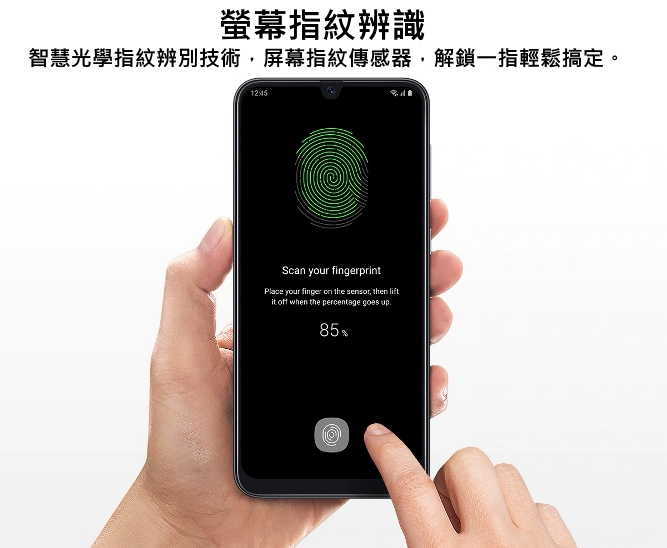 螢幕指紋辨識
智慧光學指紋辨別技術，屏幕指紋傳感器，解鎖一指輕鬆搞定。
12:45
Scan your fingerprint
Place your finger on the sensor, then lift
it off when the percentage goes up.
85 %